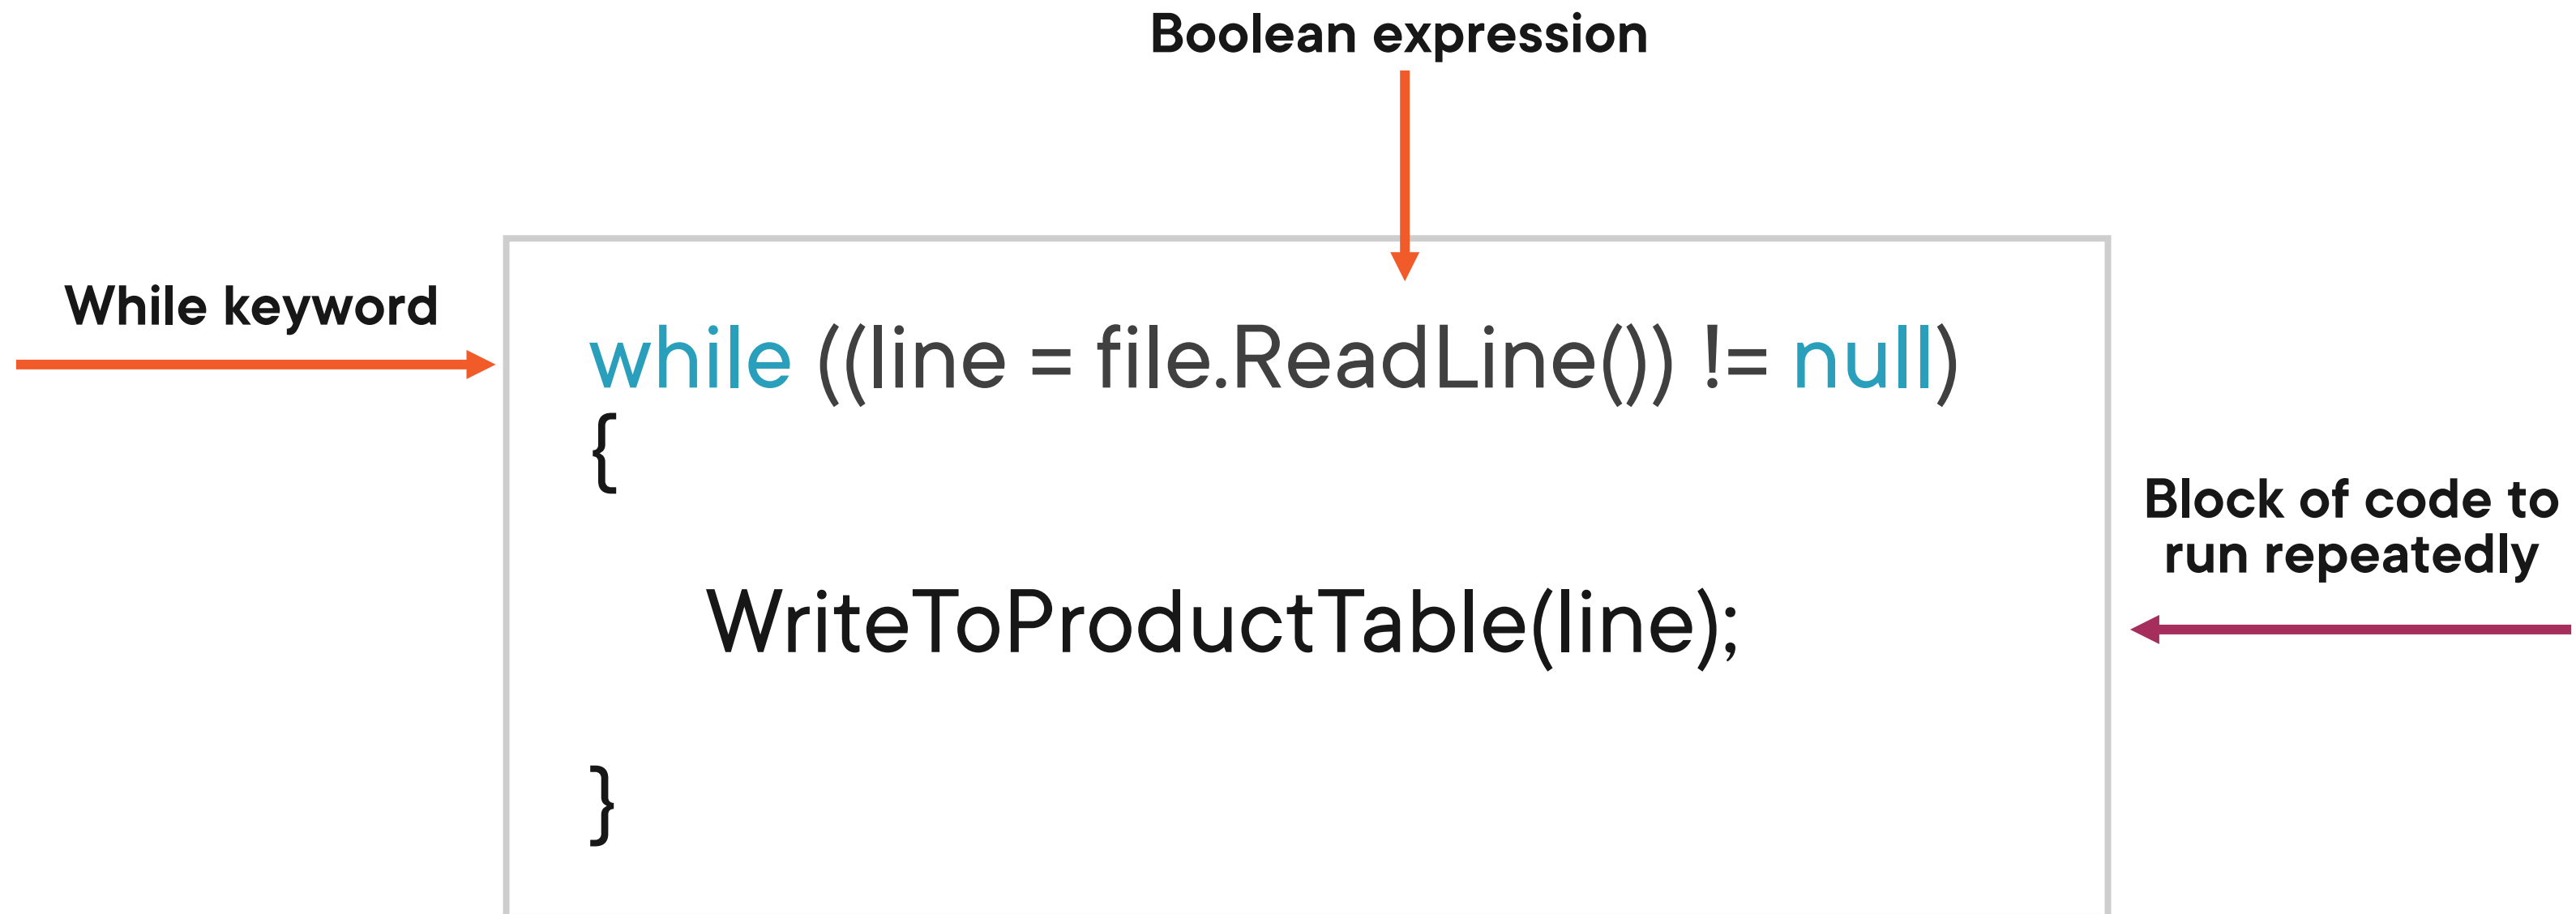 Boolean expression
While keyword
while ((line = file.ReadLine()) != null)
{
Block of code to
run repeatedly
WriteToProductTable(line);
}